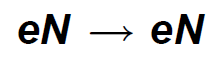 eN → eN